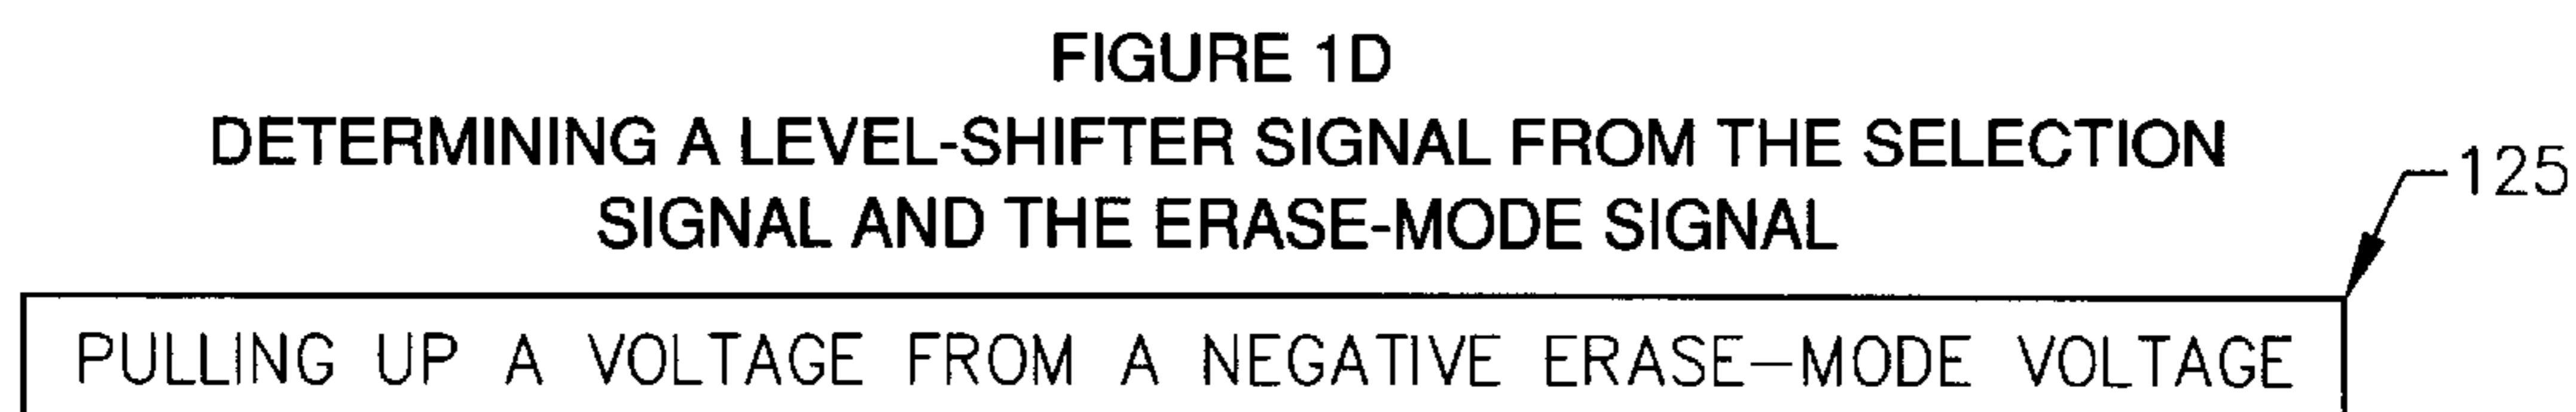 FIGURE 1D
DETERMINING A LEVEL-SHIFTER SIGNAL FROM THE SELECTION
SIGNAL AND THE ERASE-MODE SIGNAL
125
PULLING UP A VOLTAGE FROM A NEGATIVE ERASE-MODE VOLTAGE